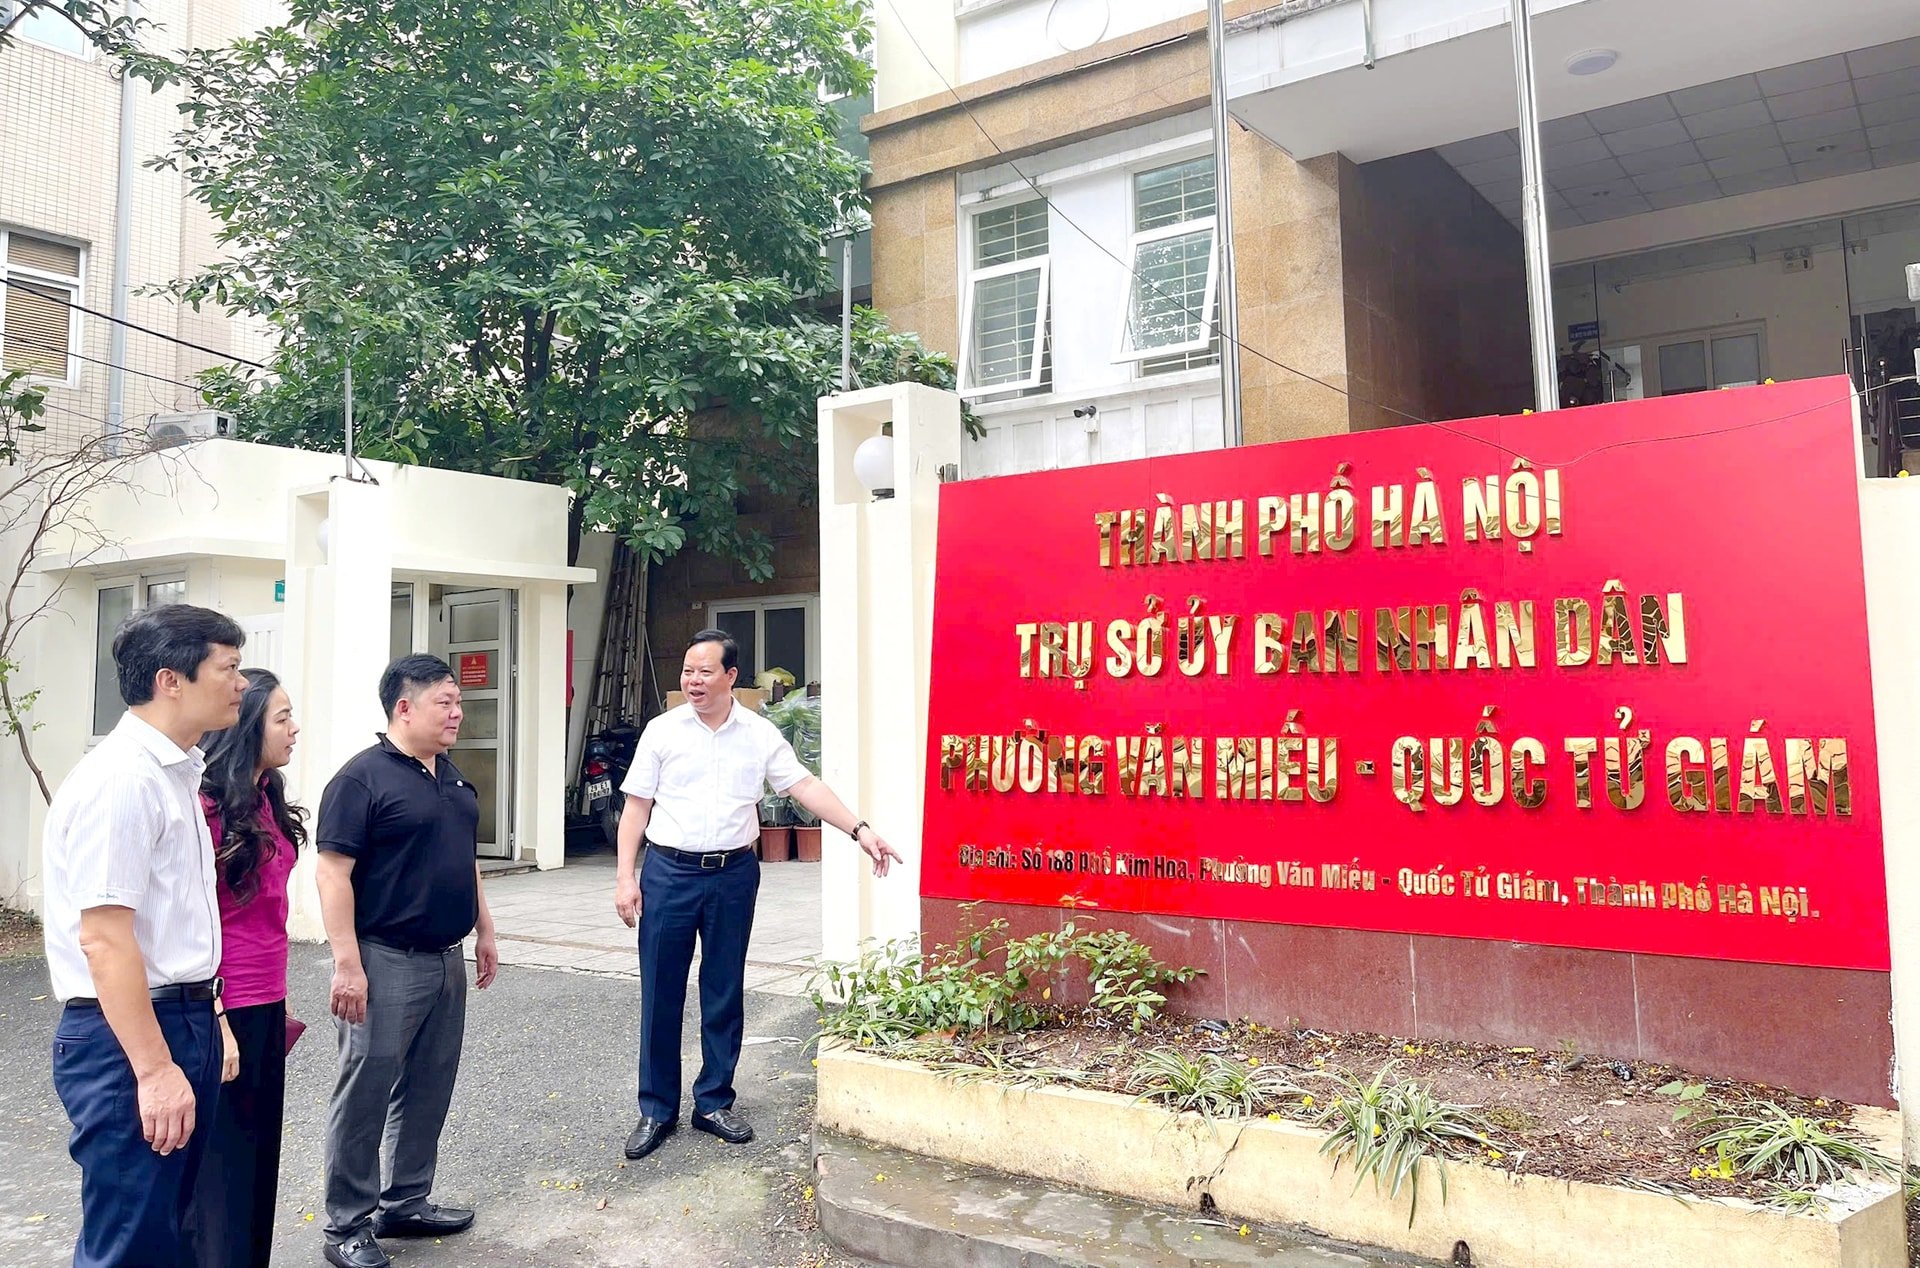 THÀNH PHỐ HÀ NỘI
TRỤ SỞ ỦY BAN NHÂN DÂN
PHƯỜNG VĂN MIẾU - QUỐC TỬ GIÁM
Địa chỉ: Số 188 phố Kim Hoa, Phường Văn Miếu - Quốc Tử Giám, Thành phố Hà Nội.